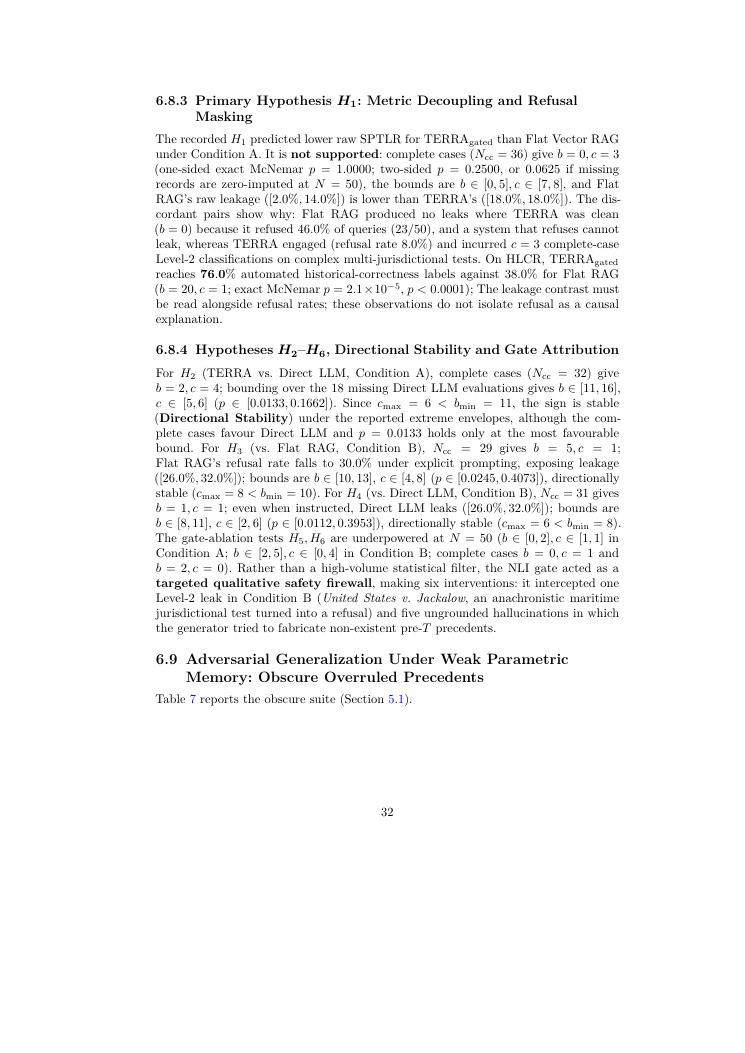 6.8.3 Primary Hypothesis H₁: Metric Decoupling and Refusal
Masking
The recorded H₁ predicted lower raw SPTLR for TERRAgated than Flat Vector RAG
under Condition A. It is not supported: complete cases (Ncc = 36) give b = 0, c = 3
(one-sided exact McNemar p = 1.0000; two-sided p = 0.2500, or 0.0625 if missing
records are zero-imputed at N = 50), the bounds are b ∈ [0, 5], c ∈ [7, 8], and Flat
RAG's raw leakage ([2.0%, 14.0%]) is lower than TERRA's ([18.0%, 18.0%]). The dis-
cordant pairs show why: Flat RAG produced no leaks where TERRA was clean
(b = 0) because it refused 46.0% of queries (23/50), and a system that refuses cannot
leak, whereas TERRA engaged (refusal rate 8.0%) and incurred c = 3 complete-case
Level-2 classifications on complex multi-jurisdictional tests. On HLCR, TERRAgated
reaches 76.0% automated historical-correctness labels against 38.0% for Flat RAG
(b = 20, c = 1; exact McNemar p = 2.1×10⁻⁵, p < 0.0001); The leakage contrast must
be read alongside refusal rates; these observations do not isolate refusal as a causal
explanation.
6.8.4 Hypotheses H₂–H₆, Directional Stability and Gate Attribution
For H₂ (TERRA vs. Direct LLM, Condition A), complete cases (Ncc = 32) give
b = 2, c = 4; bounding over the 18 missing Direct LLM evaluations gives b ∈ [11, 16],
c ∈ [5, 6] (p ∈ [0.0133, 0.1662]). Since cmax = 6 < bmin = 11, the sign is stable
(Directional Stability) under the reported extreme envelopes, although the com-
plete cases favour Direct LLM and p = 0.0133 holds only at the most favourable
bound. For H₃ (vs. Flat RAG, Condition B), Ncc = 29 gives b = 5, c = 1;
Flat RAG's refusal rate falls to 30.0% under explicit prompting, exposing leakage
([26.0%, 32.0%]); bounds are b ∈ [10, 13], c ∈ [4, 8] (p ∈ [0.0245, 0.4073]), directionally
stable (cmax = 8 < bmin = 10). For H₄ (vs. Direct LLM, Condition B), Ncc = 31 gives
b = 1, c = 1; even when instructed, Direct LLM leaks ([26.0%, 32.0%]); bounds are
b ∈ [8, 11], c ∈ [2, 6] (p ∈ [0.0112, 0.3953]), directionally stable (cmax = 6 < bmin = 8).
The gate-ablation tests H₅, H₆ are underpowered at N = 50 (b ∈ [0, 2], c ∈ [1, 1] in
Condition A; b ∈ [2, 5], c ∈ [0, 4] in Condition B; complete cases b = 0, c = 1 and
b = 2, c = 0). Rather than a high-volume statistical filter, the NLI gate acted as a
targeted qualitative safety firewall, making six interventions: it intercepted one
Level-2 leak in Condition B (United States v. Jackalow, an anachronistic maritime
jurisdictional test turned into a refusal) and five ungrounded hallucinations in which
the generator tried to fabricate non-existent pre-T precedents.
6.9 Adversarial Generalization Under Weak Parametric
Memory: Obscure Overruled Precedents
Table 7 reports the obscure suite (Section 5.1).
32